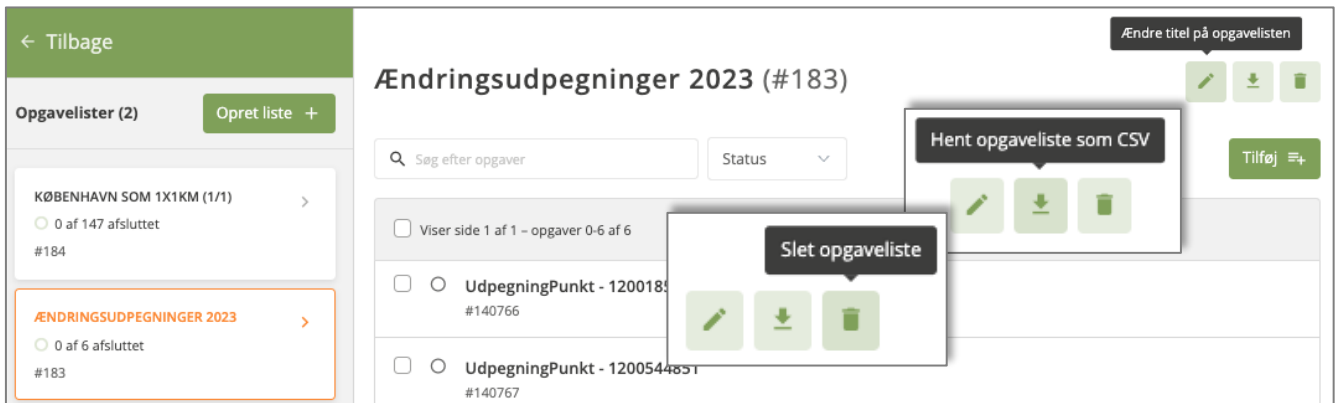 ← Tilbage
Opgavelister (2)
Opret liste +
KØBENHAVN SOM 1X1KM (1/1)
0 af 147 afsluttet
#184
ÆNDRINGSUDPEGNINGER 2023
0 af 6 afsluttet
#183
Ændre titel på opgavelisten
Ændringsudpegninger 2023 (#183)
Søg efter opgaver
Status
Hent opgaveliste som CSV
Tilføj
Viser side 1 af 1 – opgaver 0-6 af 6
Slet opgaveliste
UdpegningPunkt - 120018
#140766
UdpegningPunkt - 1200544851
#140767